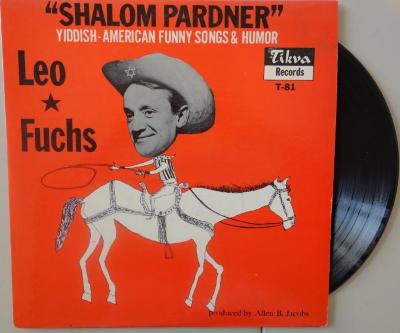 "SHALOM PARDNER"
YIDDISH-AMERICAN FUNNY SONGS & HUMOR
Tikva
Records
T-81
Leo
★
Fuchs
produced by Allen B. Jacobs